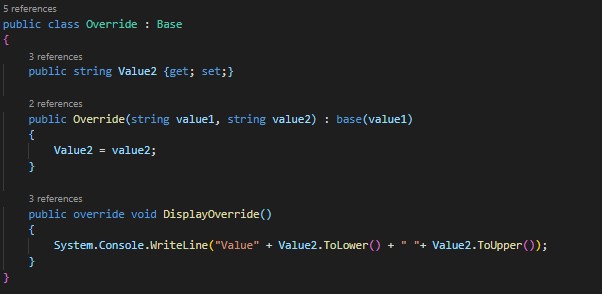 5 references
public class Override : Base
{
3 references
public string Value2 {get; set;}
2 references
public Override(string value1, string value2) : base(value1)
{
Value2 = value2;
}
3 references
public override void DisplayOverride()
{
System.Console.WriteLine("Value" + Value2.ToLower() + " "+ Value2.ToUpper());
}
}